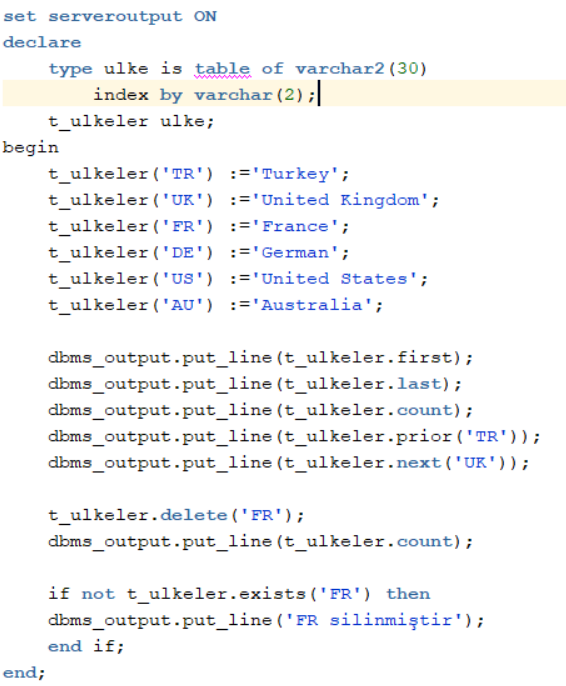 set serveroutput ON
declare
    type ulke is table of varchar2(30)
        index by varchar(2);
    t_ulkeler ulke;
begin
    t_ulkeler('TR') :='Turkey';
    t_ulkeler('UK') :='United Kingdom';
    t_ulkeler('FR') :='France';
    t_ulkeler('DE') :='German';
    t_ulkeler('US') :='United States';
    t_ulkeler('AU') :='Australia';

    dbms_output.put_line(t_ulkeler.first);
    dbms_output.put_line(t_ulkeler.last);
    dbms_output.put_line(t_ulkeler.count);
    dbms_output.put_line(t_ulkeler.prior('TR'));
    dbms_output.put_line(t_ulkeler.next('UK'));

    t_ulkeler.delete('FR');
    dbms_output.put_line(t_ulkeler.count);

    if not t_ulkeler.exists('FR') then
    dbms_output.put_line('FR silinmiştir');
    end if;
end;